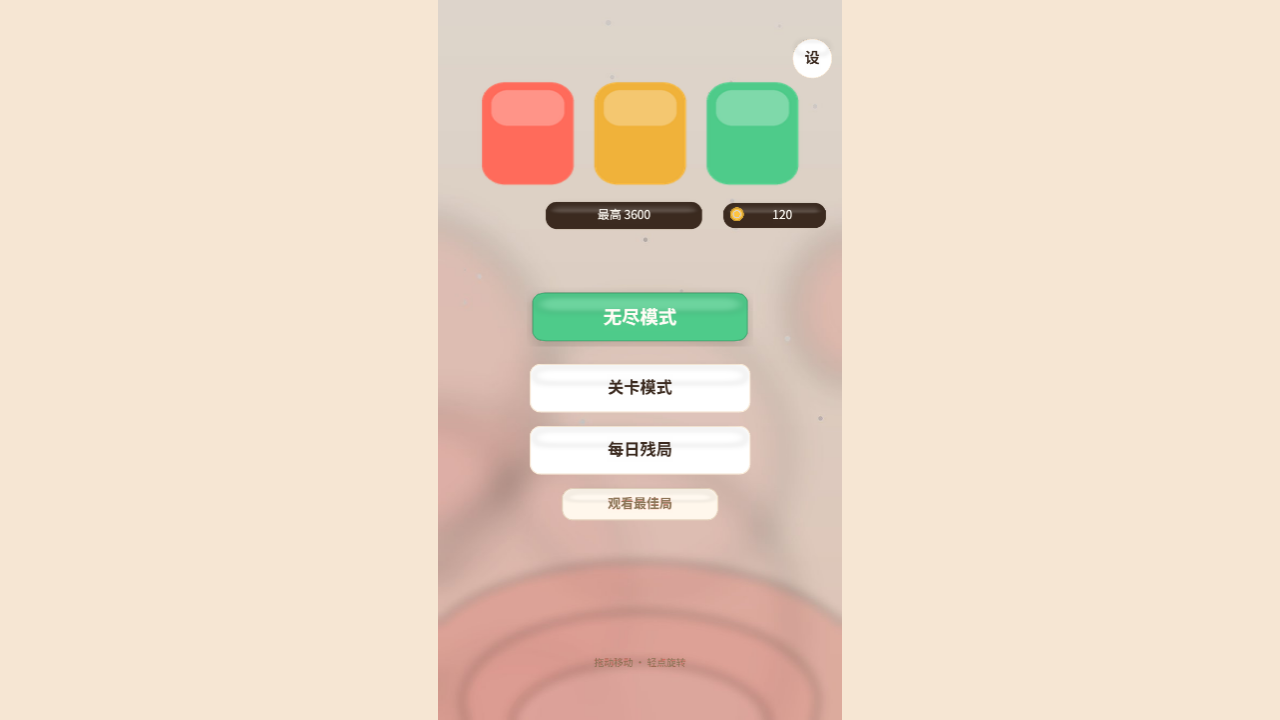 设
最高 3600
120
无尽模式
关卡模式
每日残局
观看最佳局
拖动移动 · 轻点旋转